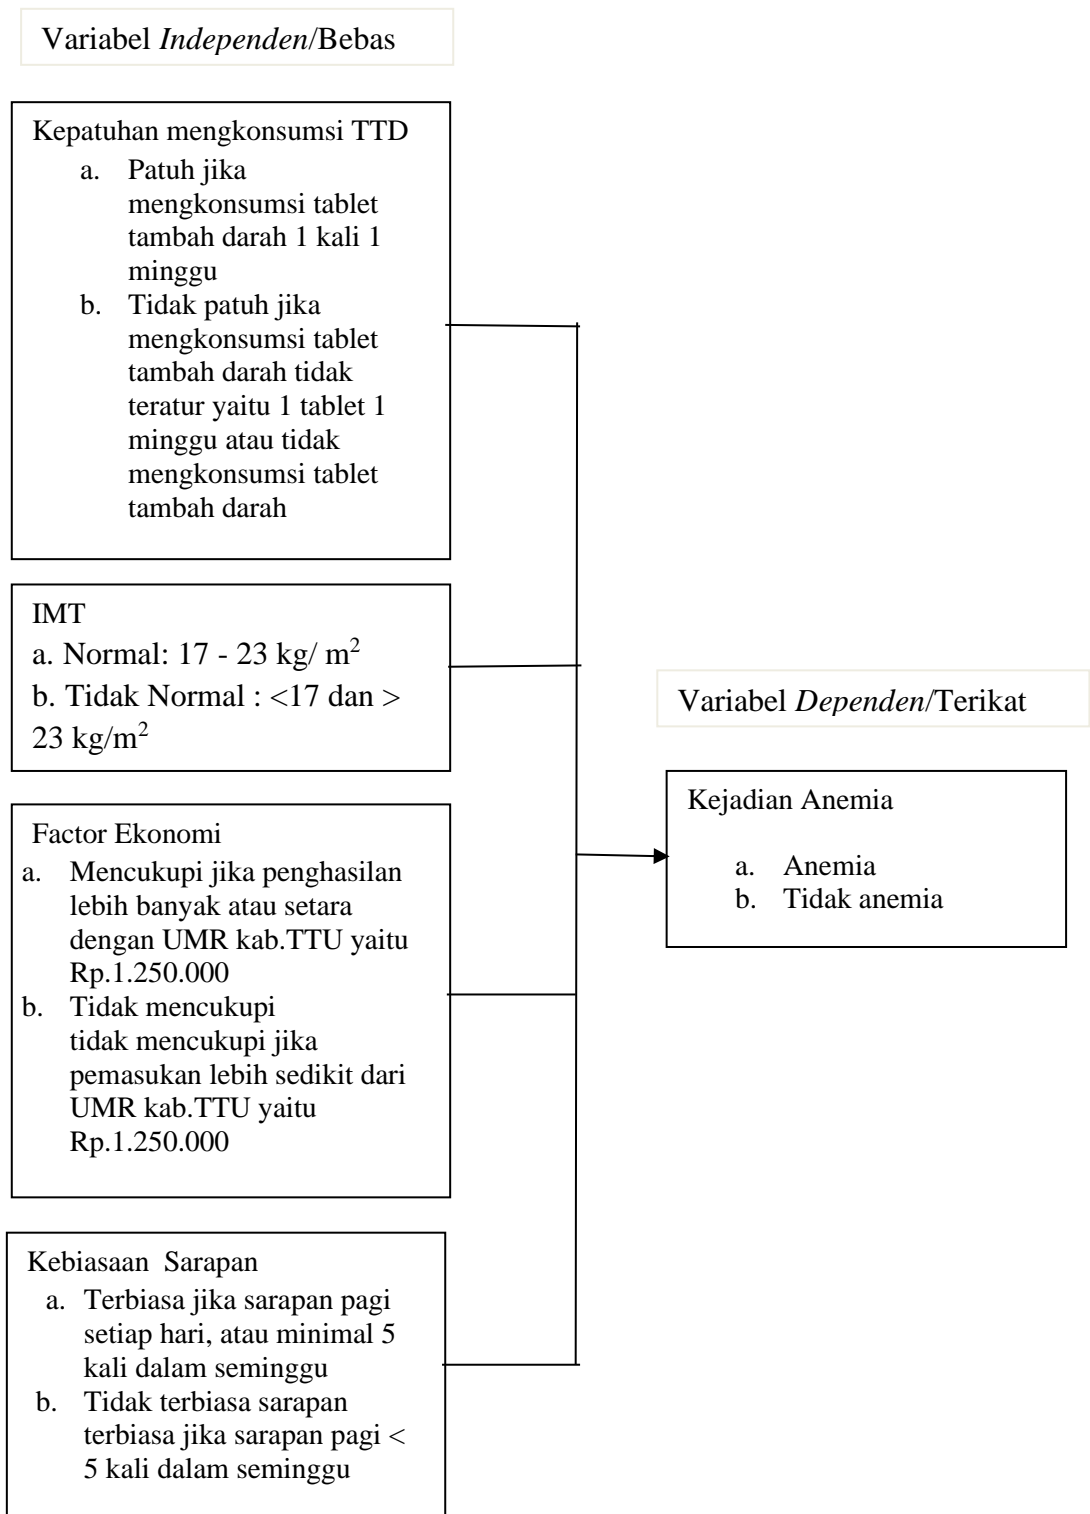 Variabel Independen/Bebas
Kepatuhan mengkonsumsi TTD
a. Patuh jika
mengkonsumsi tablet
tambah darah 1 kali 1
minggu
b. Tidak patuh jika
mengkonsumsi tablet
tambah darah tidak
teratur yaitu 1 tablet 1
minggu atau tidak
mengkonsumsi tablet
tambah darah
IMT
a. Normal: 17 - 23 kg/ m²
b. Tidak Normal : <17 dan >
23 kg/m²
Factor Ekonomi
a. Mencukupi jika penghasilan
lebih banyak atau setara
dengan UMR kab.TTU yaitu
Rp.1.250.000
b. Tidak mencukupi
tidak mencukupi jika
pemasukan lebih sedikit dari
UMR kab.TTU yaitu
Rp.1.250.000
Kebiasaan Sarapan
a. Terbiasa jika sarapan pagi
setiap hari, atau minimal 5
kali dalam seminggu
b. Tidak terbiasa sarapan
terbiasa jika sarapan pagi <
5 kali dalam seminggu
Variabel Dependen/Terikat
Kejadian Anemia
a. Anemia
b. Tidak anemia